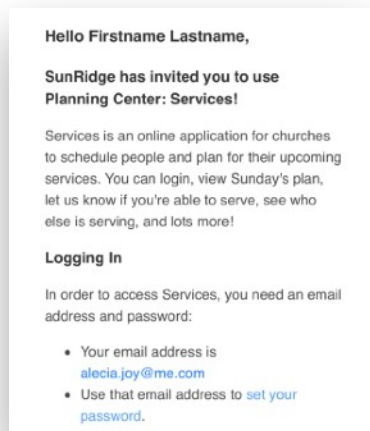 Hello Firstname Lastname,
SunRidge has invited you to use
Planning Center: Services!
Services is an online application for churches
to schedule people and plan for their upcoming
services. You can login, view Sunday's plan,
let us know if you're able to serve, see who
else is serving, and lots more!
Logging In
In order to access Services, you need an email
address and password:
• Your email address is
alecia.joy@me.com
• Use that email address to set your
password.